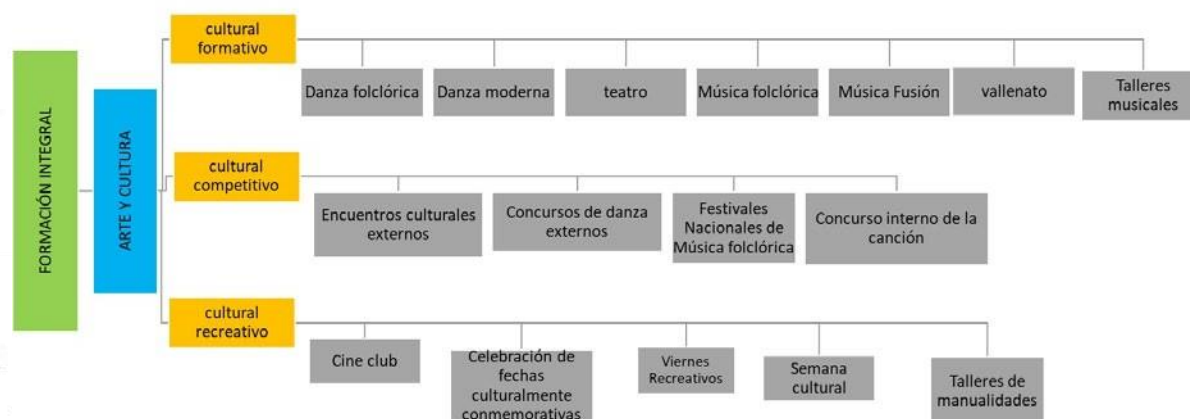 FORMACIÓN INTEGRAL
ARTE Y CULTURA
cultural
formativo
Danza folclórica
Danza moderna
teatro
Música folclórica
Música Fusión
vallenato
Talleres
musicales
cultural
competitivo
Encuentros culturales
externos
Concursos de danza
externos
Festivales
Nacionales de
Música folclórica
Concurso interno de la
canción
cultural
recreativo
Cine club
Celebración de
fechas
culturalmente
conmemorativas
Viernes
Recreativos
Semana
cultural
Talleres de
manualidades